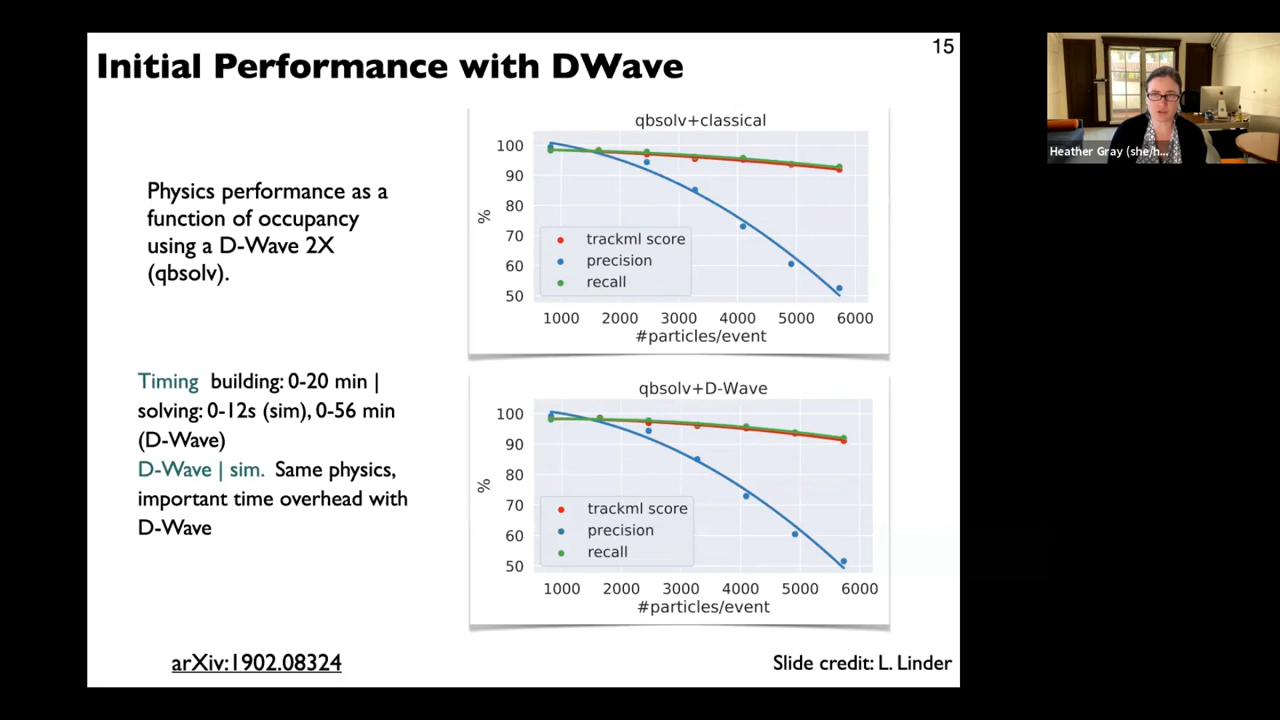 15
Initial Performance with DWave
Physics performance as a
function of occupancy
using a D-Wave 2X
(qbsolv).
Timing building: 0-20 min |
solving: 0-12s (sim), 0-56 min
(D-Wave)
D-Wave | sim. Same physics,
important time overhead with
D-Wave
qbsolv+classical
100
90
80
70
60
50
%
trackml score
precision
recall
1000 2000 3000 4000 5000 6000
#particles/event
qbsolv+D-Wave
100
90
80
70
60
50
%
trackml score
precision
recall
1000 2000 3000 4000 5000 6000
#particles/event
arXiv:1902.08324
Slide credit: L. Linder
Heather Gray (she/h...